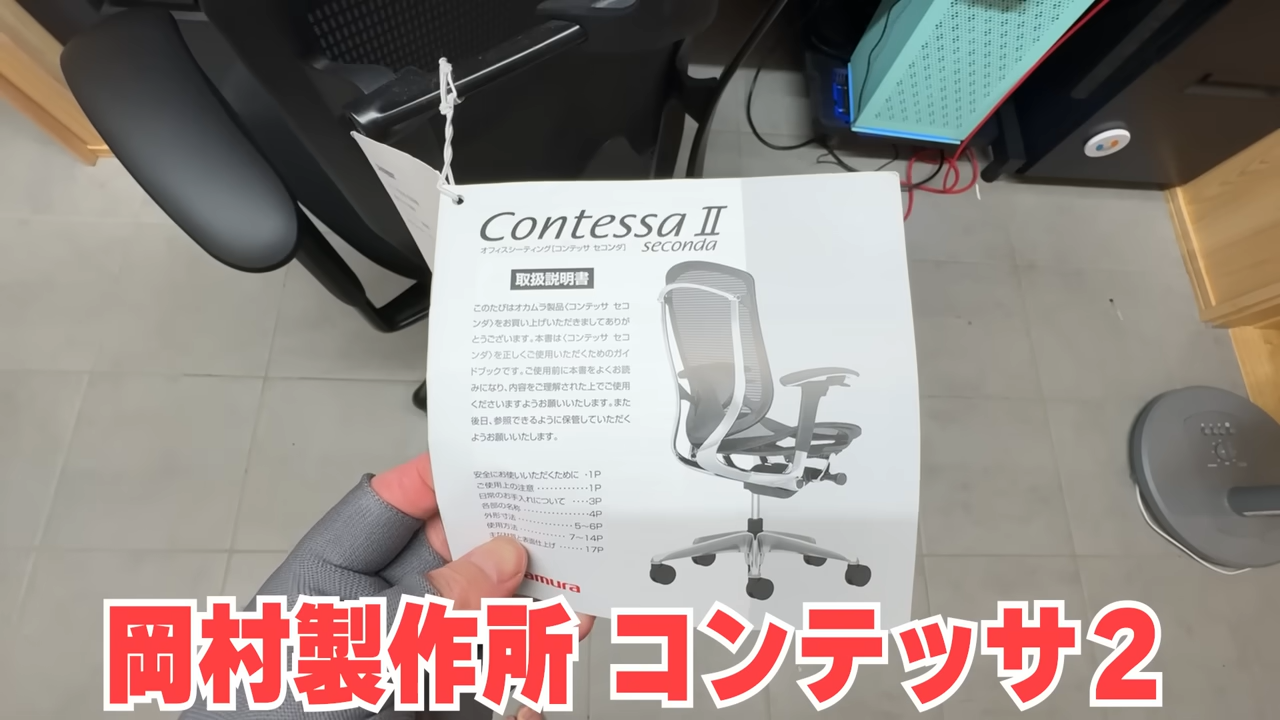 Contessa II
seconda
オフィスシーティング[コンテッサ セコンダ]
取扱説明書
このたびはオカムラ製品〈コンテッサ セコ
ンダ〉をお買い上げいただきましてありが
とうございます。本書は〈コンテッサ セコ
ンダ〉を正しくご使用いただくためのガイ
ドブックです。ご使用前に本書をよくお読
みになり、内容をご理解された上でご使用
くださいますようお願いいたします。また
後日、参照できるように保管していただく
ようお願いいたします。
安全にお使いいただくために ‥1P
ご使用上の注意 ‥‥‥‥‥‥1P
日常のお手入れについて ‥‥3P
各部の名称 ‥‥‥‥‥‥‥‥4P
外形寸法 ‥‥‥‥‥‥‥5〜6P
使用方法 ‥‥‥‥‥‥7〜14P
表面仕上げ ‥‥‥17P
amura
岡村製作所 コンテッサ2